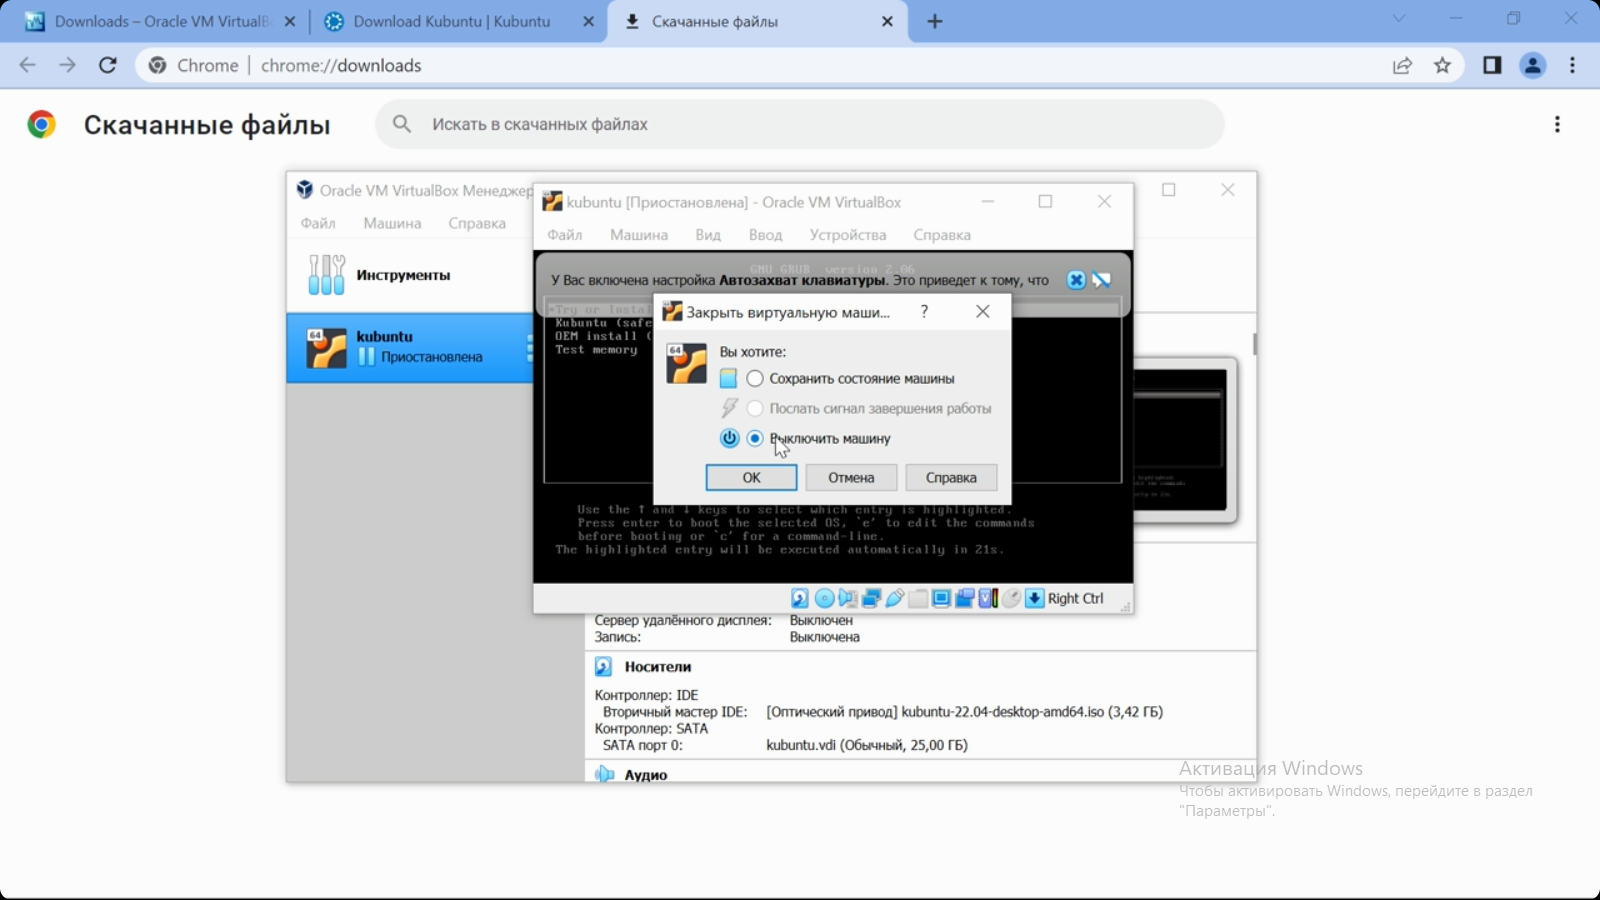 Downloads – Oracle VM VirtualB
Download Kubuntu | Kubuntu
Скачанные файлы
Chrome
chrome://downloads
Скачанные файлы
Искать в скачанных файлах
Oracle VM VirtualBox Менеджер
Файл Машина Справка
Инструменты
64
kubuntu
Приостановлена
kubuntu [Приостановлена] - Oracle VM VirtualBox
Файл Машина Вид Ввод Устройства Справка
GNU GRUB version 2.06
У Вас включена настройка Автозахват клавиатуры. Это приведет к тому, что
*Try or Instal
Kubuntu (safe
OEM install (
Test memory
Закрыть виртуальную маши...
?
64
Вы хотите:
Сохранить состояние машины
Послать сигнал завершения работы
Выключить машину
OK Отмена Справка
Use the ↑ and ↓ keys to select which entry is highlighted.
Press enter to boot the selected OS, `e' to edit the commands
before booting or `c' for a command-line.
The highlighted entry will be executed automatically in 21s.
Right Ctrl
Сервер удалённого дисплея: Выключен
Запись: Выключена
Носители
Контроллер: IDE
Вторичный мастер IDE: [Оптический привод] kubuntu-22.04-desktop-amd64.iso (3,42 ГБ)
Контроллер: SATA
SATA порт 0: kubuntu.vdi (Обычный, 25,00 ГБ)
Аудио
Активация Windows
Чтобы активировать Windows, перейдите в раздел
"Параметры".